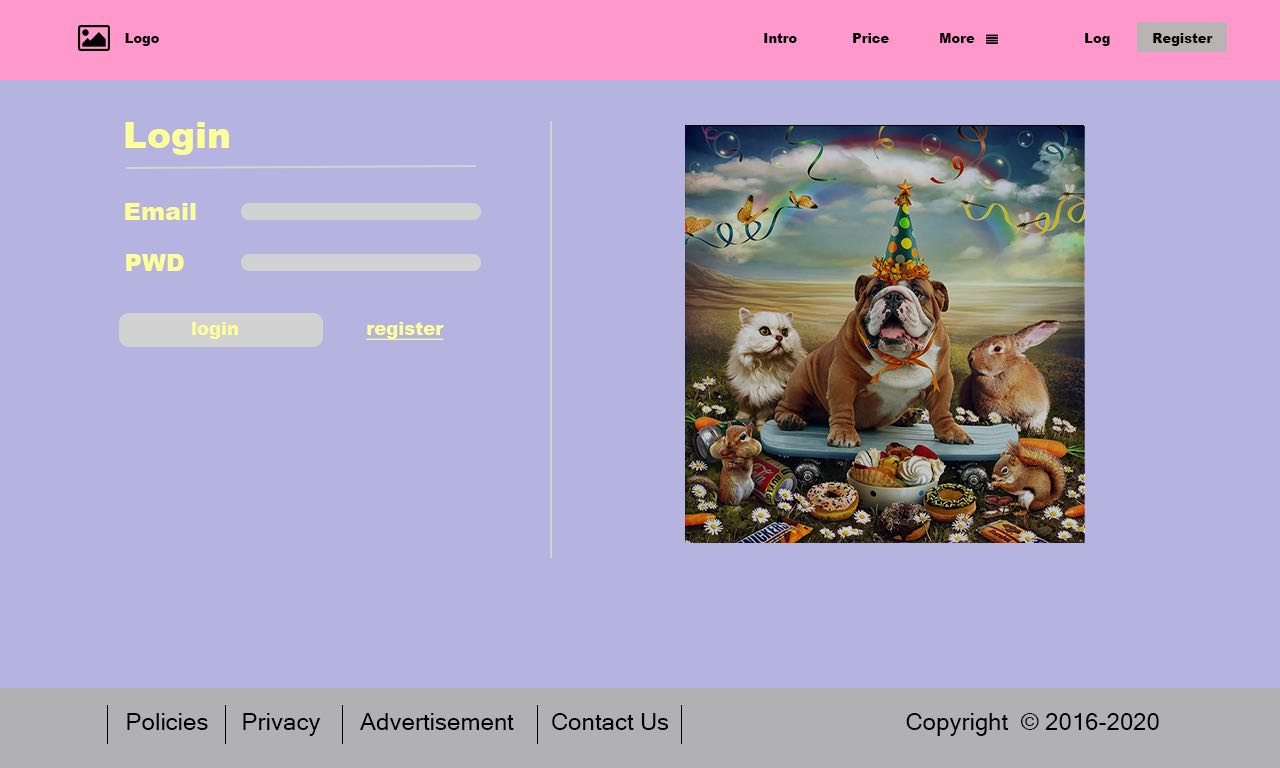 Logo
Intro
Price
More
Log
Register
Login
Email
PWD
login
register
Policies
Privacy
Advertisement
Contact Us
Copyright © 2016-2020